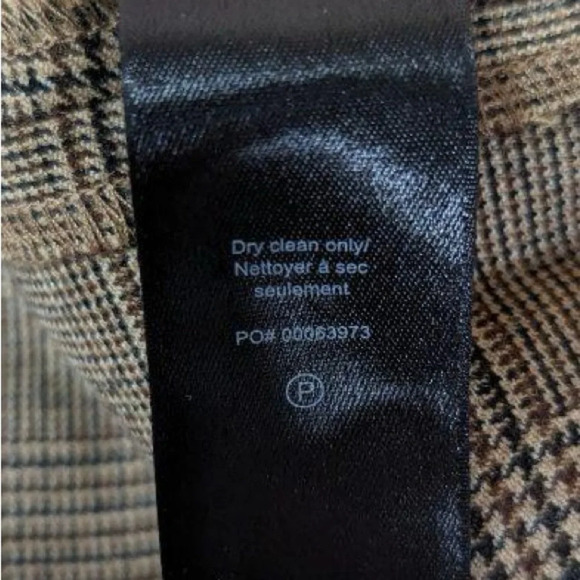 Dry clean only/
Nettoyer à sec
seulement
PO# 00063973
P